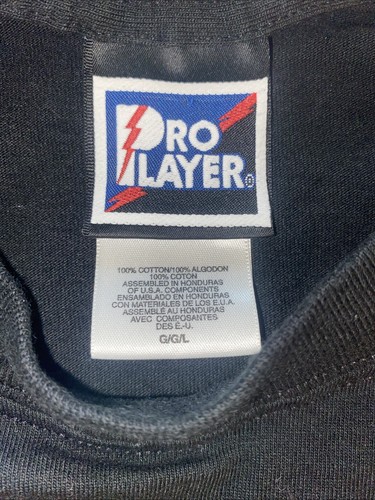 PRO
PLAYER®
100% COTTON/100% ALGODON
100% COTON
ASSEMBLED IN HONDURAS
OF U.S.A. COMPONENTS
ENSAMBLADO EN HONDURAS
CON MATERIALES DE LOS E.U.A.
ASSEMBLÉ AU HONDURAS
AVEC COMPOSANTES
DES É.-U.
G/G/L